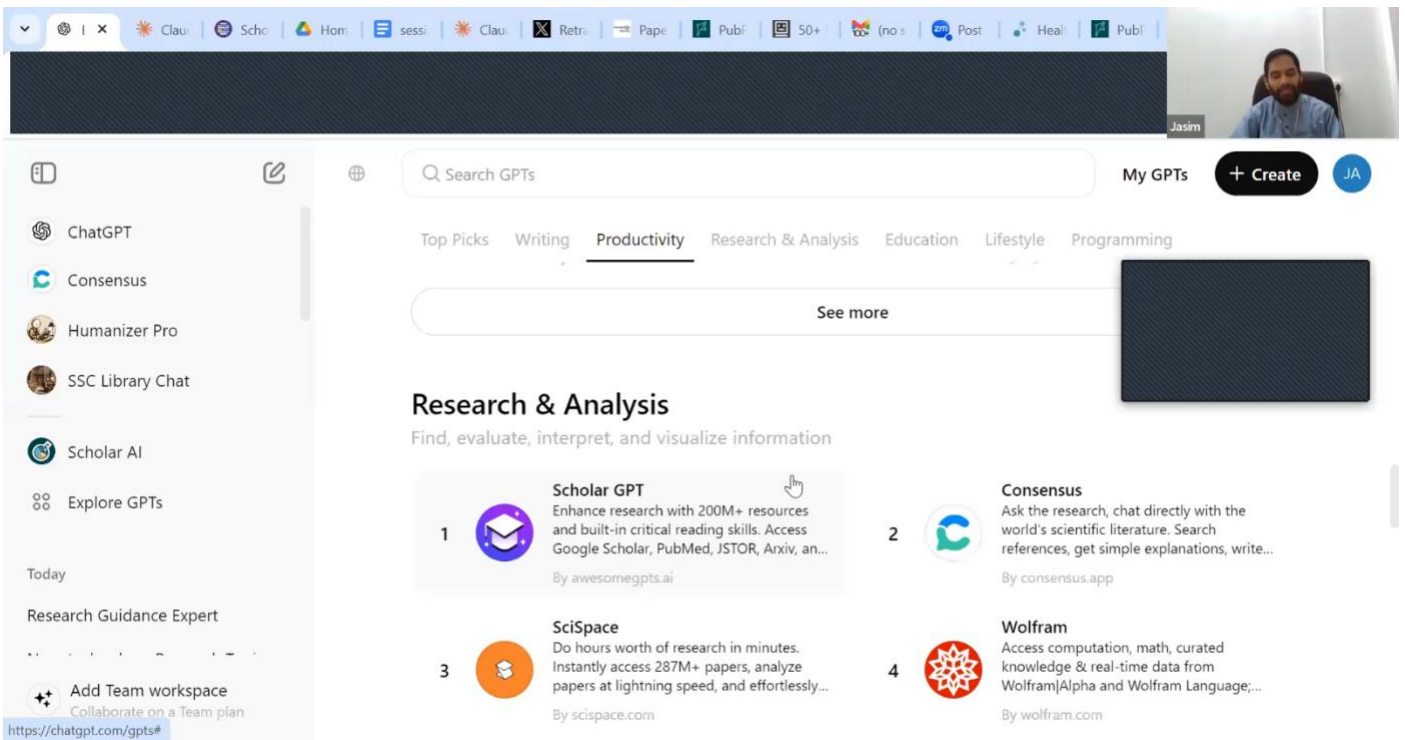 Clau
Scho
Hom
sessi
Clau
Retra
Pape
PubF
50+
(no s
Post
Healt
PubF
Jasim
Search GPTs
My GPTs
+ Create
JA
ChatGPT
Consensus
Humanizer Pro
SSC Library Chat
Scholar AI
Explore GPTs
Today
Research Guidance Expert
Add Team workspace
Collaborate on a Team plan
https://chatgpt.com/gpts#
Top Picks Writing Productivity Research & Analysis Education Lifestyle Programming
See more
Research & Analysis
Find, evaluate, interpret, and visualize information
1
Scholar GPT
Enhance research with 200M+ resources
and built-in critical reading skills. Access
Google Scholar, PubMed, JSTOR, Arxiv, an...
By awesomegpts.ai
2
Consensus
Ask the research, chat directly with the
world's scientific literature. Search
references, get simple explanations, write...
By consensus.app
3
SciSpace
Do hours worth of research in minutes.
Instantly access 287M+ papers, analyze
papers at lightning speed, and effortlessly...
By scispace.com
4
Wolfram
Access computation, math, curated
knowledge & real-time data from
Wolfram|Alpha and Wolfram Language;...
By wolfram.com